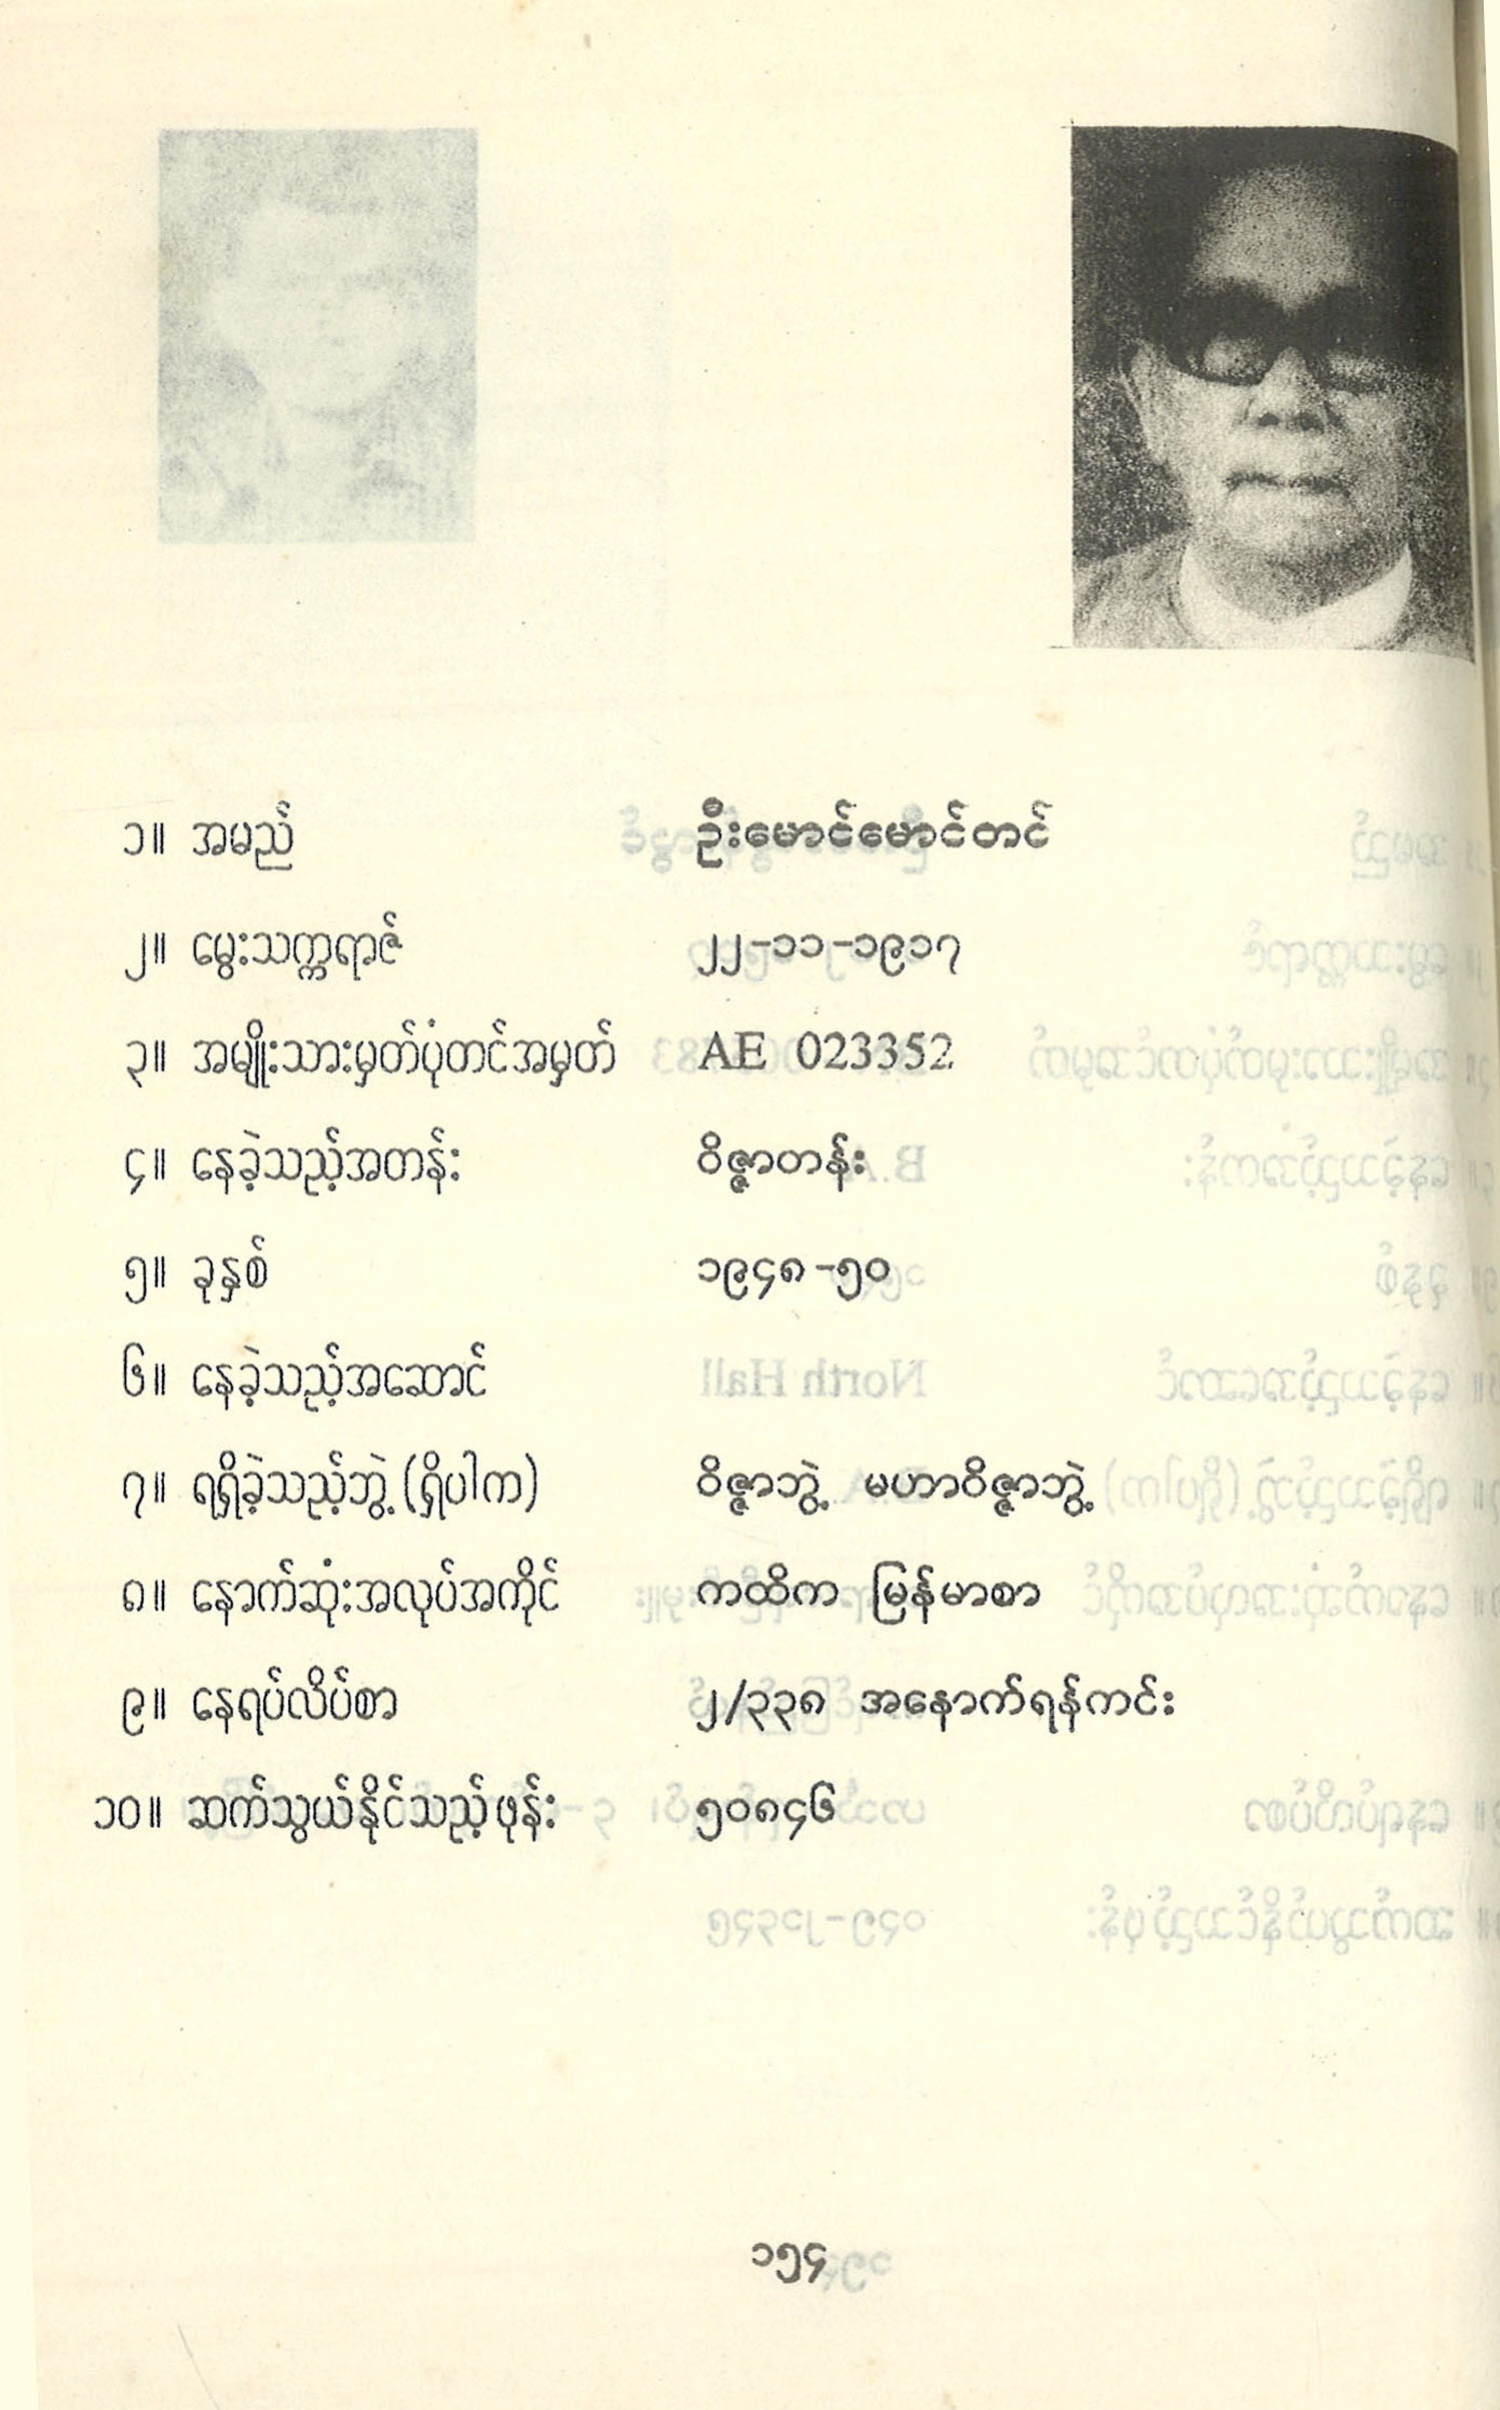 ၁။ အမည် ဦးမောင်မောင်တင်
၂။ မွေးသက္ကရာဇ် ၂၂-၁၁-၁၉၁၇
၃။ အမျိုးသားမှတ်ပုံတင်အမှတ် AE 023352
၄။ နေခဲ့သည့်အတန်း ဝိဇ္ဇာတန်း
၅။ ခုနှစ် ၁၉၄၈-၅၀
၆။ နေခဲ့သည့်အဆောင်
၇။ ရရှိခဲ့သည့်ဘွဲ့(ရှိပါက) ဝိဇ္ဇာဘွဲ့ မဟာဝိဇ္ဇာဘွဲ့
၈။ နောက်ဆုံးအလုပ်အကိုင် ကထိက မြန်မာစာ
၉။ နေရပ်လိပ်စာ ၂/၃၃၈ အနောက်ရန်ကင်း
၁၀။ ဆက်သွယ်နိုင်သည့်ဖုန်း ၅၀၈၄၆
၁၅၄